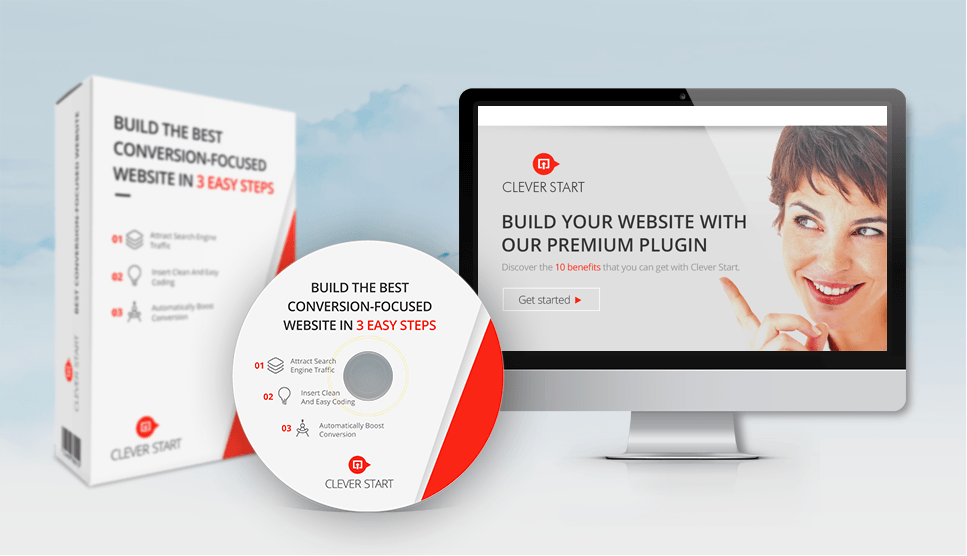 BUILD THE BEST
CONVERSION-FOCUSED
WEBSITE IN 3 EASY STEPS
01 Attract Search Engine
Traffic
02 Insert Clean And Easy
Coding
03 Automatically Boost
Conversion
CLEVER START
BEST CONVERSION-FOCUSED WEBSITE
CLEVER START
BUILD THE BEST
CONVERSION-FOCUSED
WEBSITE IN 3 EASY STEPS
01 Attract Search
Engine Traffic
02 Insert Clean
And Easy Coding
03 Automatically Boost
Conversion
CLEVER START
CLEVER START
BUILD YOUR WEBSITE WITH
OUR PREMIUM PLUGIN
Discover the 10 benefits that you can get with Clever Start.
Get started